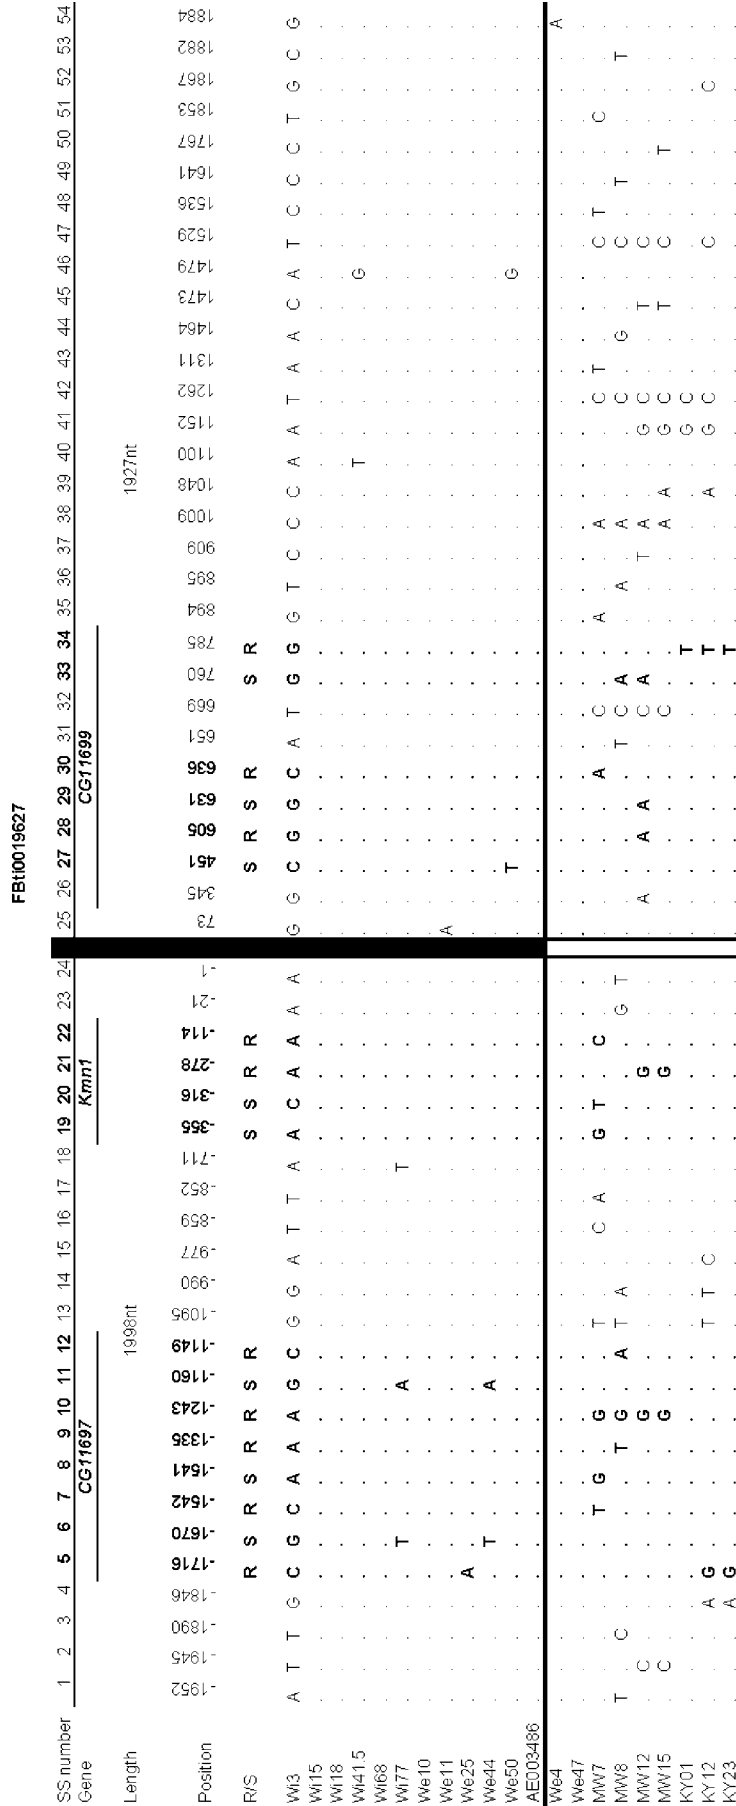 FBti0019627
SS number 1 2 3 4 5 6 7 8 9 10 11 12 13 14 15 16 17 18 19 20 21 22 23 24 25 26 27 28 29 30 31 32 33 34 35 36 37 38 39 40 41 42 43 44 45 46 47 48 49 50 51 52 53 54
Gene CG11697 Kmn1 CG11699
Length 1998nt 1927nt
Position -1952 -1945 -1890 -1846 -1716 -1670 -1542 -1541 -1335 -1243 -1160 -1149 -1095 -990 -977 -859 -852 -711 -355 -316 -278 -114 -21 -1 73 345 451 605 631 636 651 669 760 785 894 895 909 1009 1048 1100 1152 1262 1311 1464 1473 1479 1529 1536 1641 1767 1853 1867 1882 1884
R/S R S R S R R S R S S R R S R S R S R
Wi3 A T T G C G C A A A G C G G A T T A A C A A A A G G C G G C A T G G G T C C C A A T A A C A T C C C T G C G
Wi15 . . . . . . . . . . . . . . . . . . . . . . . . . . . . . . . . . . . . . . . . . . . . . . . . . . . . . .
Wi18 . . . . . . . . . . . . . . . . . . . . . . . . . . . . . . . . . . . . . . . . . . . . . . . . . . . . . .
Wi41.5 . . . . . . . . . . . . . . . . . . . . . . . . . . . . . . . . . . . . . . . T . . . . . G . . . . . . . .
Wi68 . . . . . . . . . . . . . . . . . . . . . . . . . . . . . . . . . . . . . . . . . . . . . . . . . . . . . .
Wi77 . . . . . T . . . . A . . . . . . T . . . . . . . . . . . . . . . . . . . . . . . . . . . . . . . . . . . .
We10 . . . . . . . . . . . . . . . . . . . . . . . . . . . . . . . . . . . . . . . . . . . . . . . . . . . . . .
We11 . . . . . . . . . . . . . . . . . . . . . . . . A . . . . . . . . . . . . . . . . . . . . . . . . . . . . .
We25 . . . . A . . . . . . . . . . . . . . . . . . . . . . . . . . . . . . . . . . . . . . . . . . . . . . . . .
We44 . . . . . T . . . . A . . . . . . . . . . . . . . . . . . . . . . . . . . . . . . . . . . . . . . . . . . .
We50 . . . . . . . . . . . . . . . . . . . . . . . . . . T . . . . . . . . . . . . . . . . . . G . . . . . . . .
AE003486 . . . . . . . . . . . . . . . . . . . . . . . . . . . . . . . . . . . . . . . . . . . . . . . . . . . . . .
We4 . . . . . . . . . . . . . . . . . . . . . . . . . . . . . . . . . . . . . . . . . . . . . . . . . . . . . A
We47 . . . . . . . . . . . . . . . . . . . . . . . . . . . . . . . . . . . . . . . . . . . . . . . . . . . . . .
MW7 . . . . . . T G . G . . T . . C A . G T . C . . . . . . . A . C . . A . . A . . . C T . . . C T . . C . . .
MW8 T . C . . . . . T G . A T A . . . . . . . . G T . . . . . . T C A . . A . A . . . C . G . . C . T . . . T .
MW12 . C . . . . . . . G . . . . . . . . . . G . . . . A . A A . . C A . . . T A . . G C . . T . C . . . . . . .
MW15 . C . . . . . . . G . . . . . . . . . . G . . . . . . . . . . C . . . . . A A . G C . . T . C . . T . . . .
KY01 . . . . . . . . . . . . . . . . . . . . . . . . . . . . . . . . . T . . . . . . G C . . . . . . . . . . . .
KY12 . . . A G . . . . . . . T T C . . . . . . . . . . . . . . . . . . T . . . . A . G C . . . . C . . . . C . .
KY23 . . . A G . . . . . . . . . . . . . . . . . . . . . . . . . . . . T . . . . . . . . . . . . . . . . . . . .